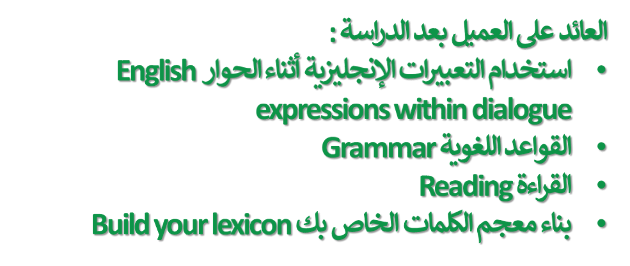 العائد على العميل بعد الدراسة :
• استخدام التعبيرات الإنجليزية أثناء الحوار English
expressions within dialogue
• القواعد اللغوية Grammar
• القراءة Reading
• بناء معجم الكلمات الخاص بك Build your lexicon